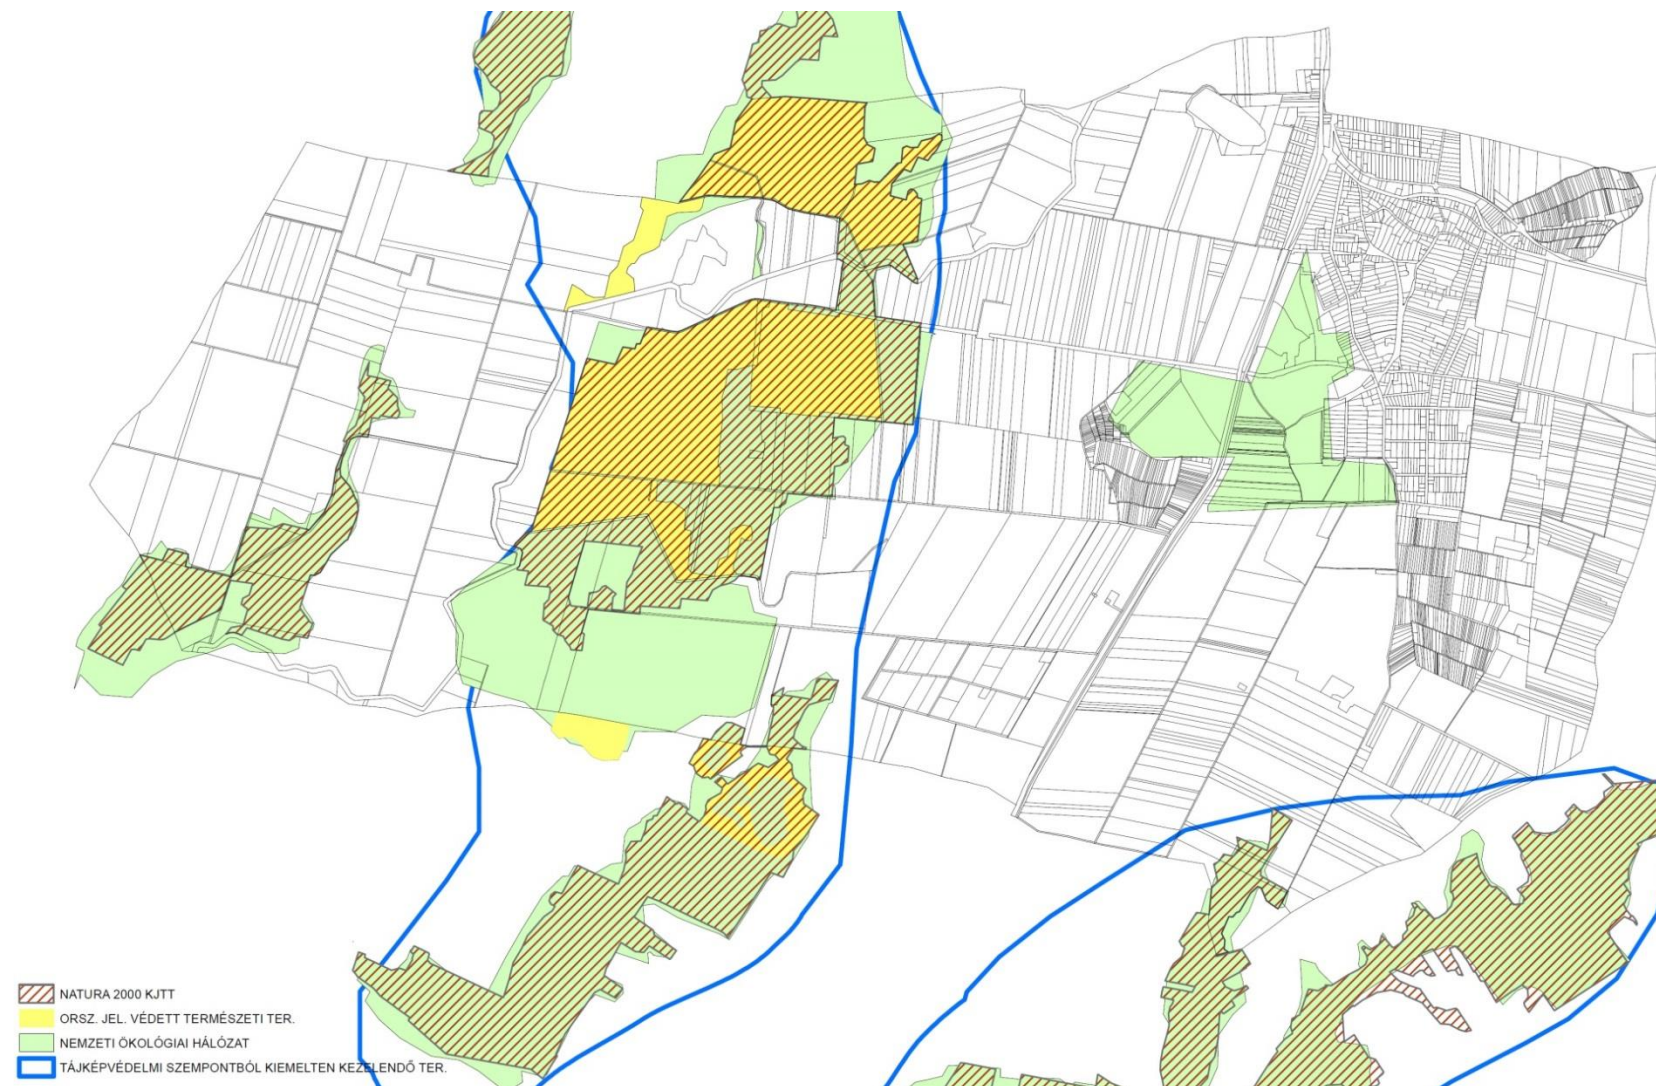 NATURA 2000 KJTT
ORSZ. JEL. VÉDETT TERMÉSZETI TER.
NEMZETI ÖKOLÓGIAI HÁLÓZAT
TÁJKÉPVÉDELMI SZEMPONTBÓL KIEMELTEN KEZELENDŐ TER.